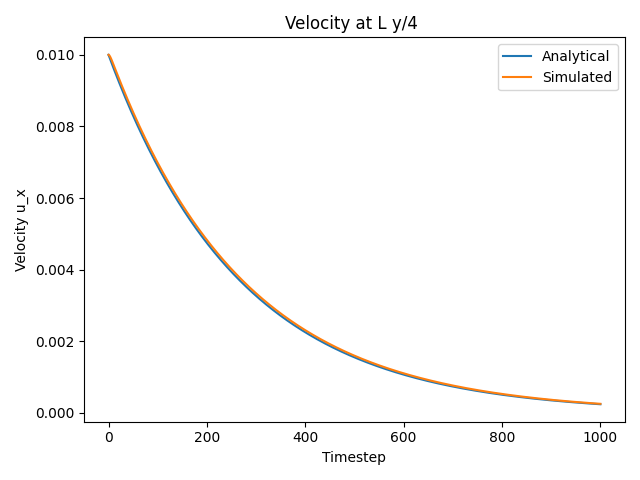 Velocity at L y/4
Analytical
Simulated
0.010
0.008
0.006
0.004
0.002
0.000
Velocity u_x
0 200 400 600 800 1000
Timestep